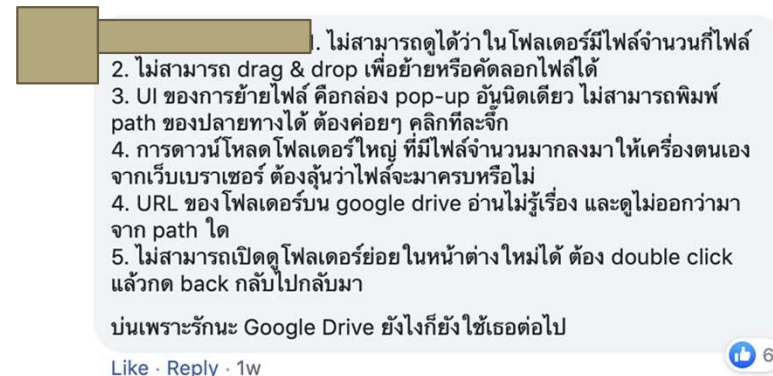 1. ไม่สามารถดูได้ว่าในโฟลเดอร์มีไฟล์จำนวนกี่ไฟล์
2. ไม่สามารถ drag & drop เพื่อย้ายหรือคัดลอกไฟล์ได้
3. UI ของการย้ายไฟล์ คือกล่อง pop-up อันนิดเดียว ไม่สามารถพิมพ์
path ของปลายทางได้ ต้องค่อยๆ คลิกทีละจึ๊ก
4. การดาวน์โหลดโฟลเดอร์ใหญ่ ที่มีไฟล์จำนวนมากลงมาให้เครื่องตนเอง
จากเว็บเบราเซอร์ ต้องลุ้นว่าไฟล์จะมาครบหรือไม่
4. URL ของโฟลเดอร์บน google drive อ่านไม่รู้เรื่อง และดูไม่ออกว่ามา
จาก path ใด
5. ไม่สามารถเปิดดูโฟลเดอร์ย่อยในหน้าต่างใหม่ได้ ต้อง double click
แล้วกด back กลับไปกลับมา
บ่นเพราะรักนะ Google Drive ยังไงก็ยังใช้เธอต่อไป
6
Like · Reply · 1w